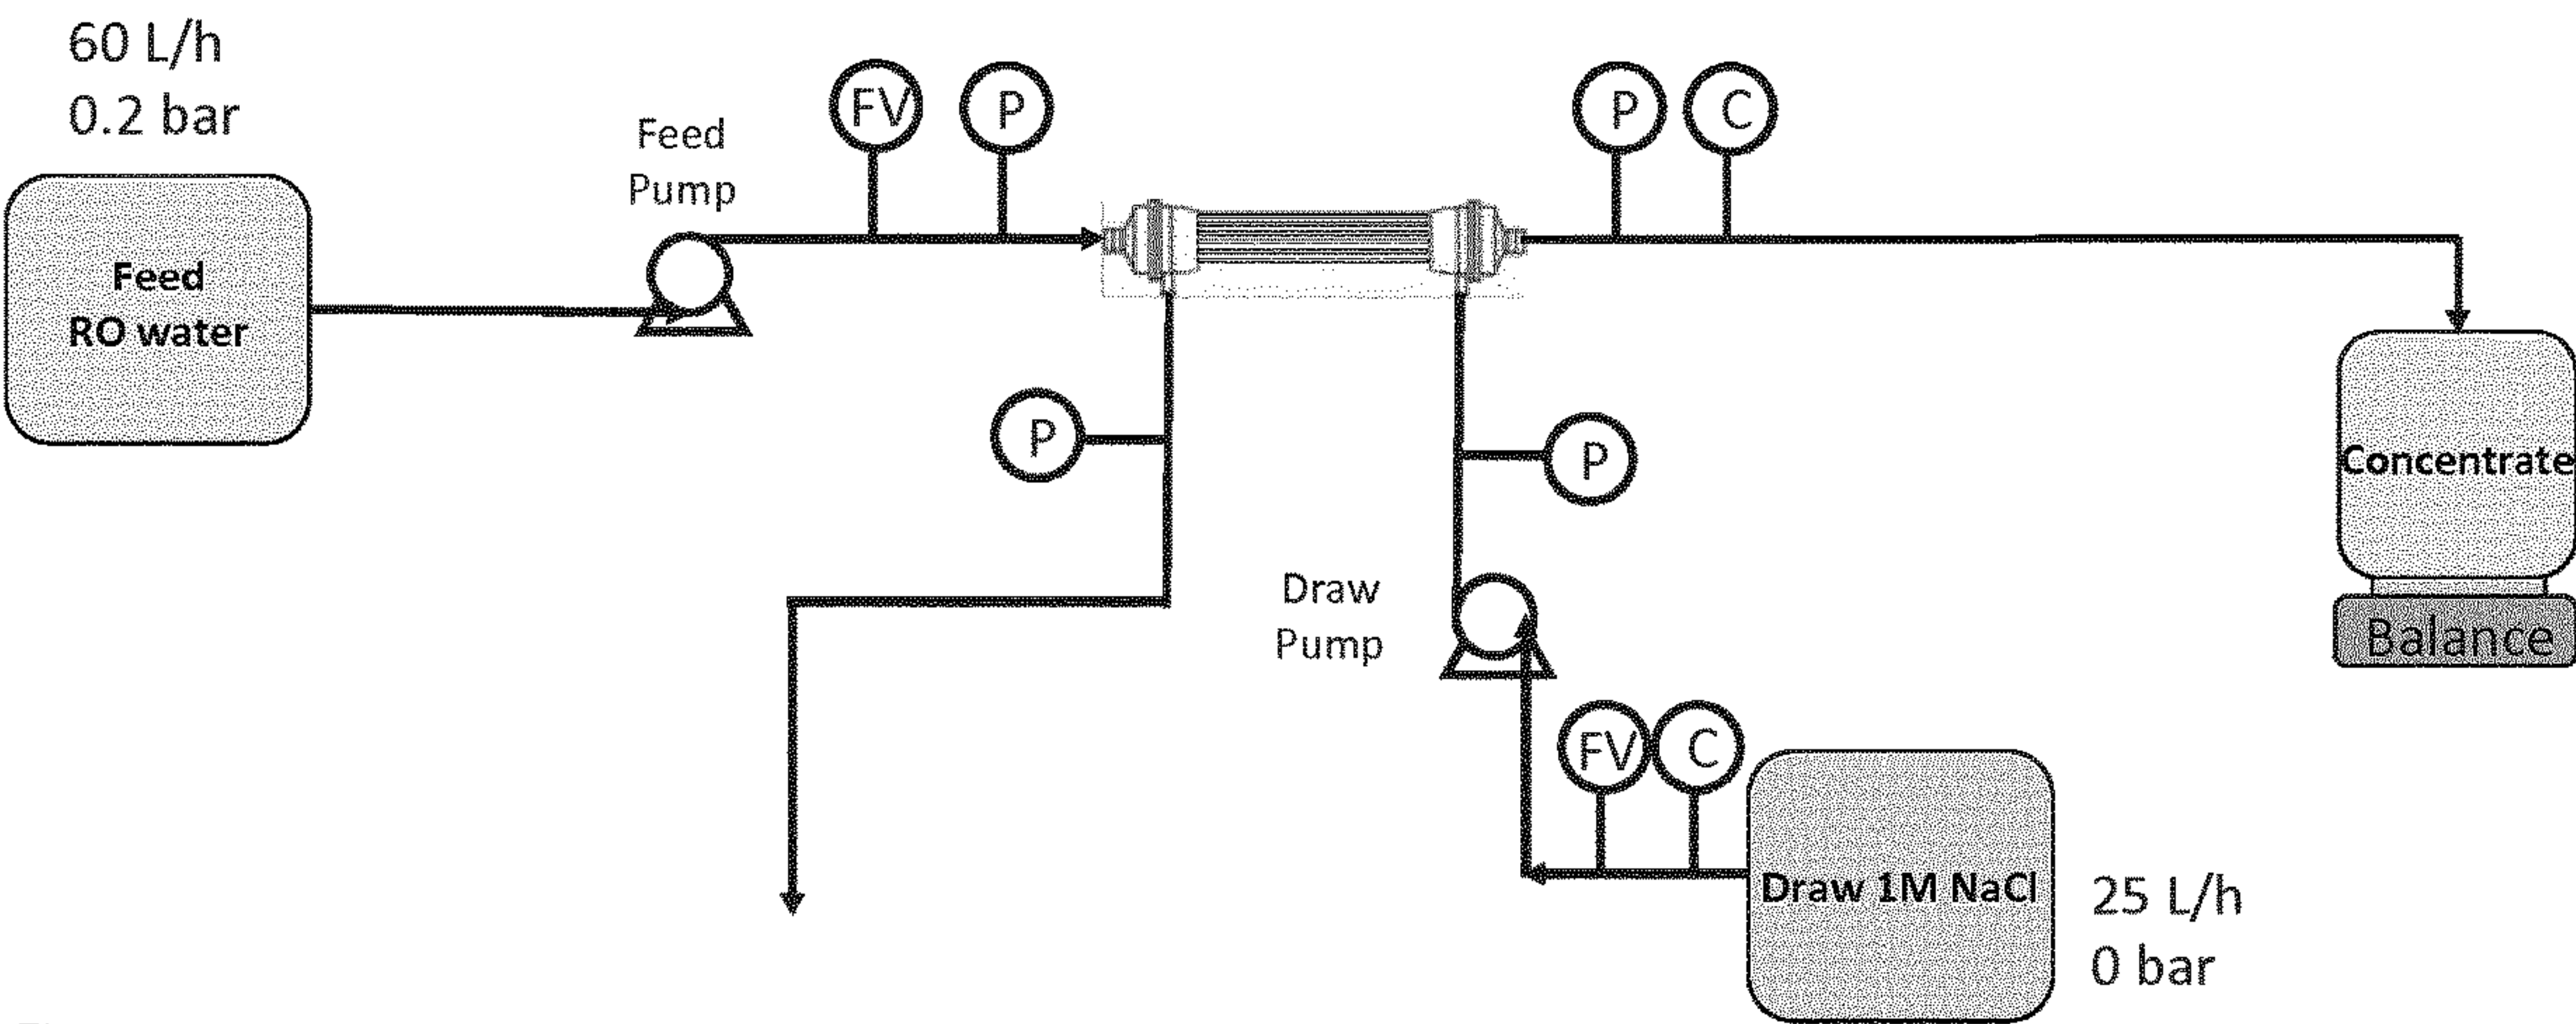 60 L/h
0.2 bar
Feed
Pump
FV
P
P
C
Feed
RO water
P
P
Concentrate
Balance
Draw
Pump
FV
C
Draw 1M NaCl
25 L/h
0 bar